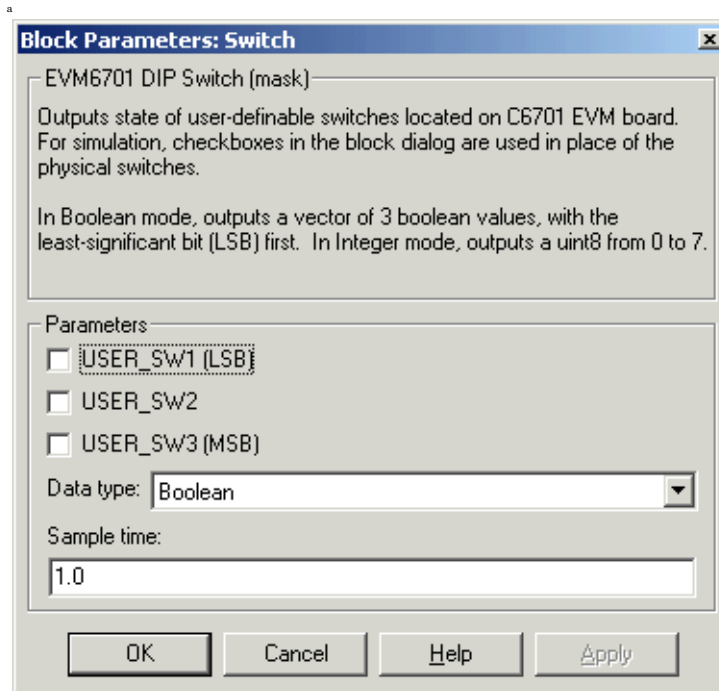 a
Block Parameters: Switch
EVM6701 DIP Switch (mask)
Outputs state of user-definable switches located on C6701 EVM board.
For simulation, checkboxes in the block dialog are used in place of the
physical switches.
In Boolean mode, outputs a vector of 3 boolean values, with the
least-significant bit (LSB) first.  In Integer mode, outputs a uint8 from 0 to 7.
Parameters
USER_SW1 (LSB)
USER_SW2
USER_SW3 (MSB)
Data type: Boolean
Sample time:
1.0
OK Cancel Help Apply